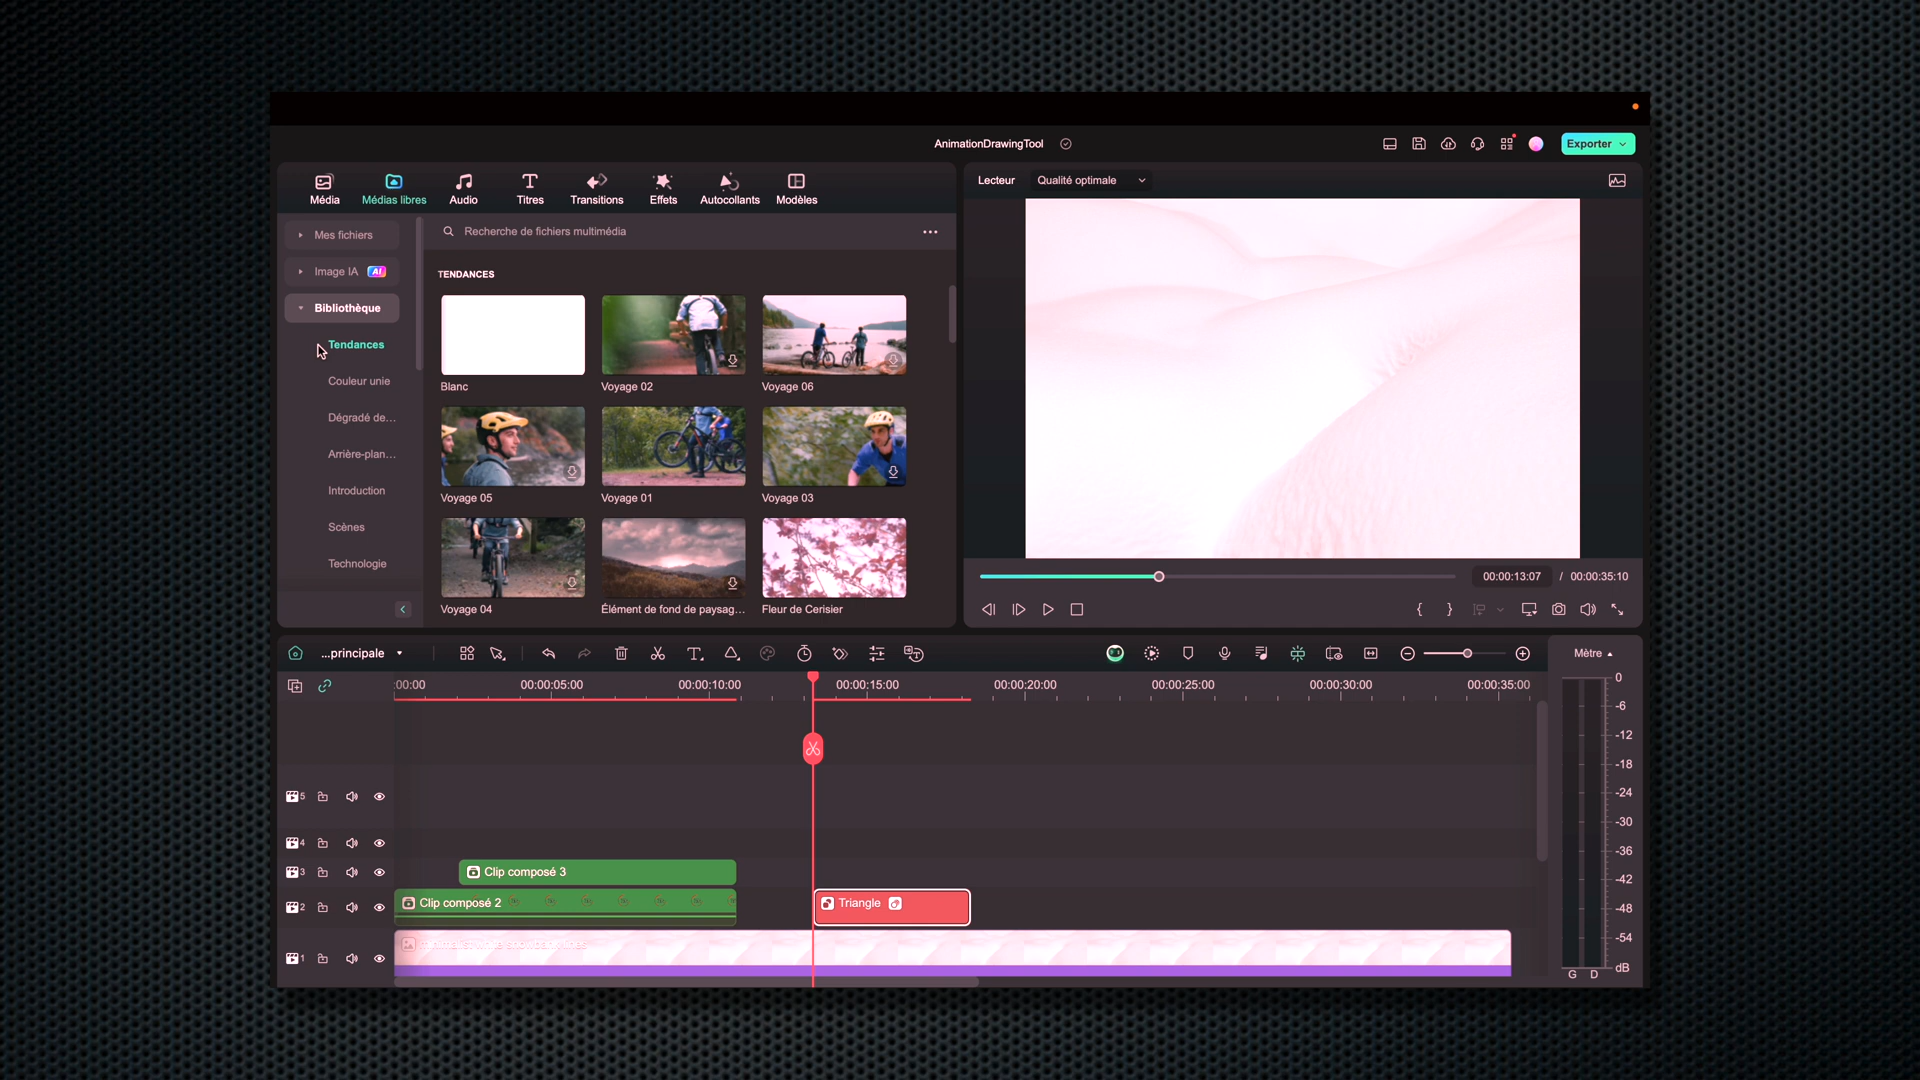 AnimationDrawingTool
Exporter
Média
Médias libres
Audio
Titres
Transitions
Effets
Autocollants
Modèles
Lecteur
Qualité optimale
Mes fichiers
Image IA AI
Bibliothèque
Tendances
Couleur unie
Dégradé de...
Arrière-plan...
Introduction
Scènes
Technologie
Recherche de fichiers multimédia
TENDANCES
Blanc
Voyage 02
Voyage 06
Voyage 05
Voyage 01
Voyage 03
Voyage 04
Élément de fond de paysag...
Fleur de Cerisier
00:00:13:07 / 00:00:35:10
...principale
Mètre
:00:00
00:00:05:00
00:00:10:00
00:00:15:00
00:00:20:00
00:00:25:00
00:00:30:00
00:00:35:00
5
4
3
Clip composé 3
2
Clip composé 2
Triangle
1
0
-6
-12
-18
-24
-30
-36
-42
-48
-54
dB
G D